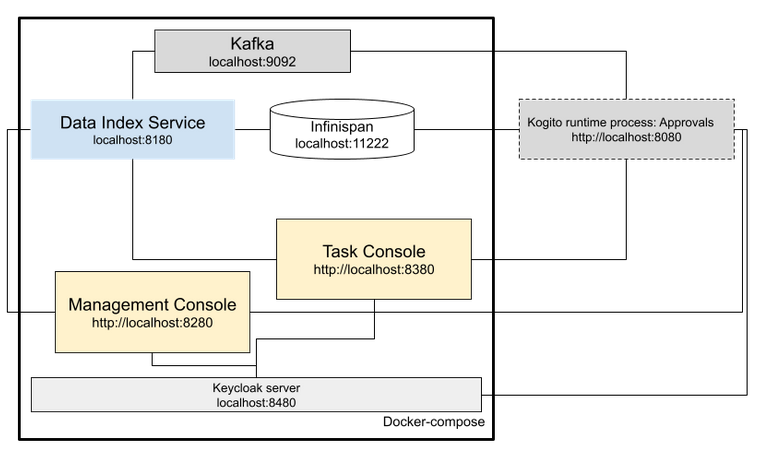 Kafka
localhost:9092
Data Index Service
localhost:8180
Infinispan
localhost:11222
Kogito runtime process: Approvals
http://localhost:8080
Task Console
http://localhost:8380
Management Console
http://localhost:8280
Keycloak server
localhost:8480
Docker-compose